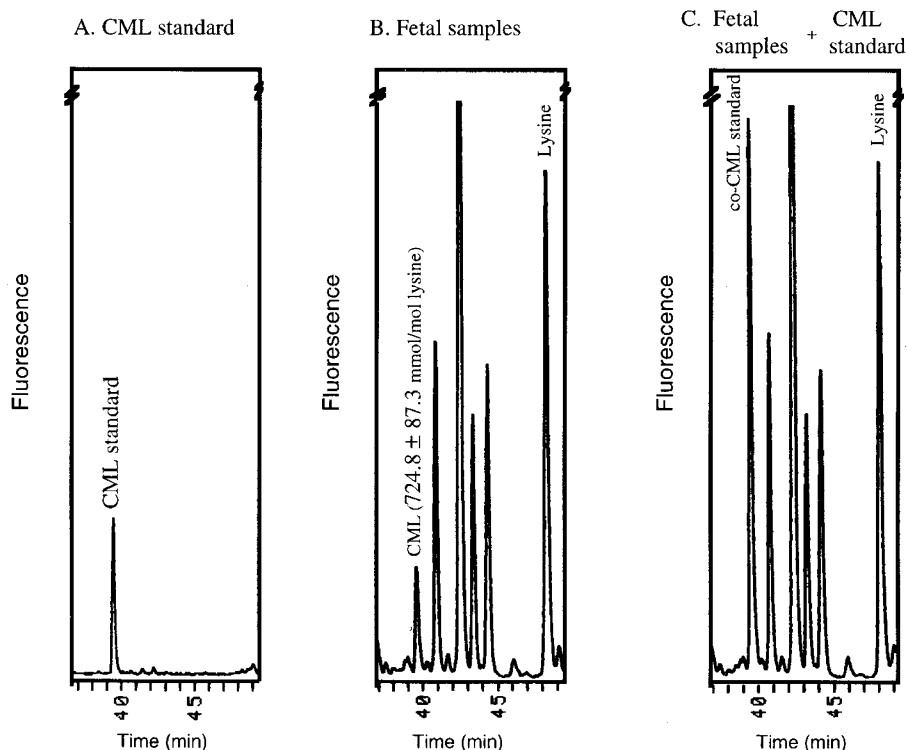 A. CML standard
Fluorescence
CML standard
40
45
Time (min)
B. Fetal samples
Fluorescence
CML (724.8 ± 87.3 mmol/mol lysine)
Lysine
40
45
Time (min)
C. Fetal samples + CML standard
Fluorescence
co-CML standard
Lysine
40
45
Time (min)